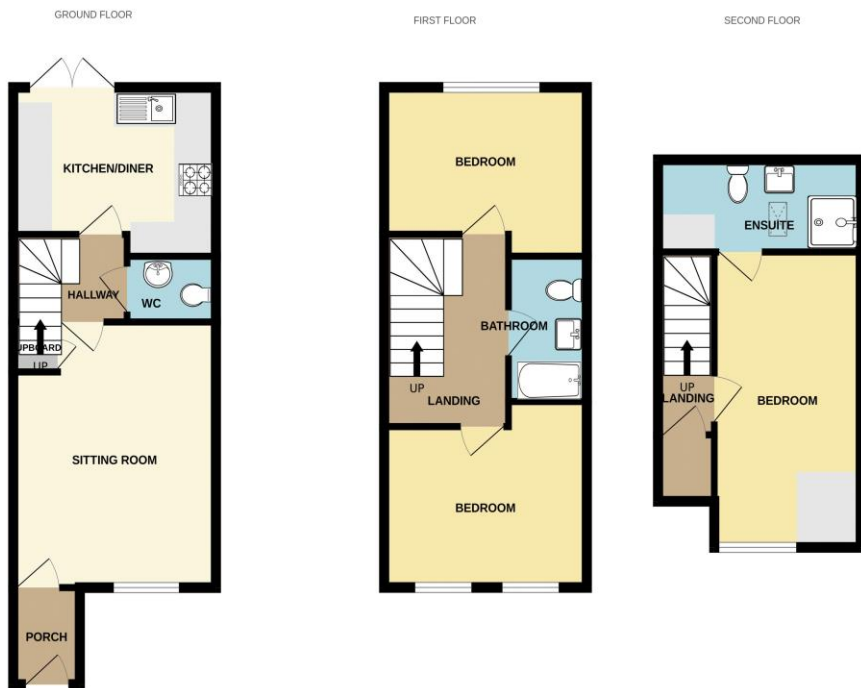 GROUND FLOOR
KITCHEN/DINER
HALLWAY
WC
UPBOARD
UP
SITTING ROOM
PORCH
FIRST FLOOR
BEDROOM
BATHROOM
UP
LANDING
BEDROOM
SECOND FLOOR
ENSUITE
UP
LANDING
BEDROOM